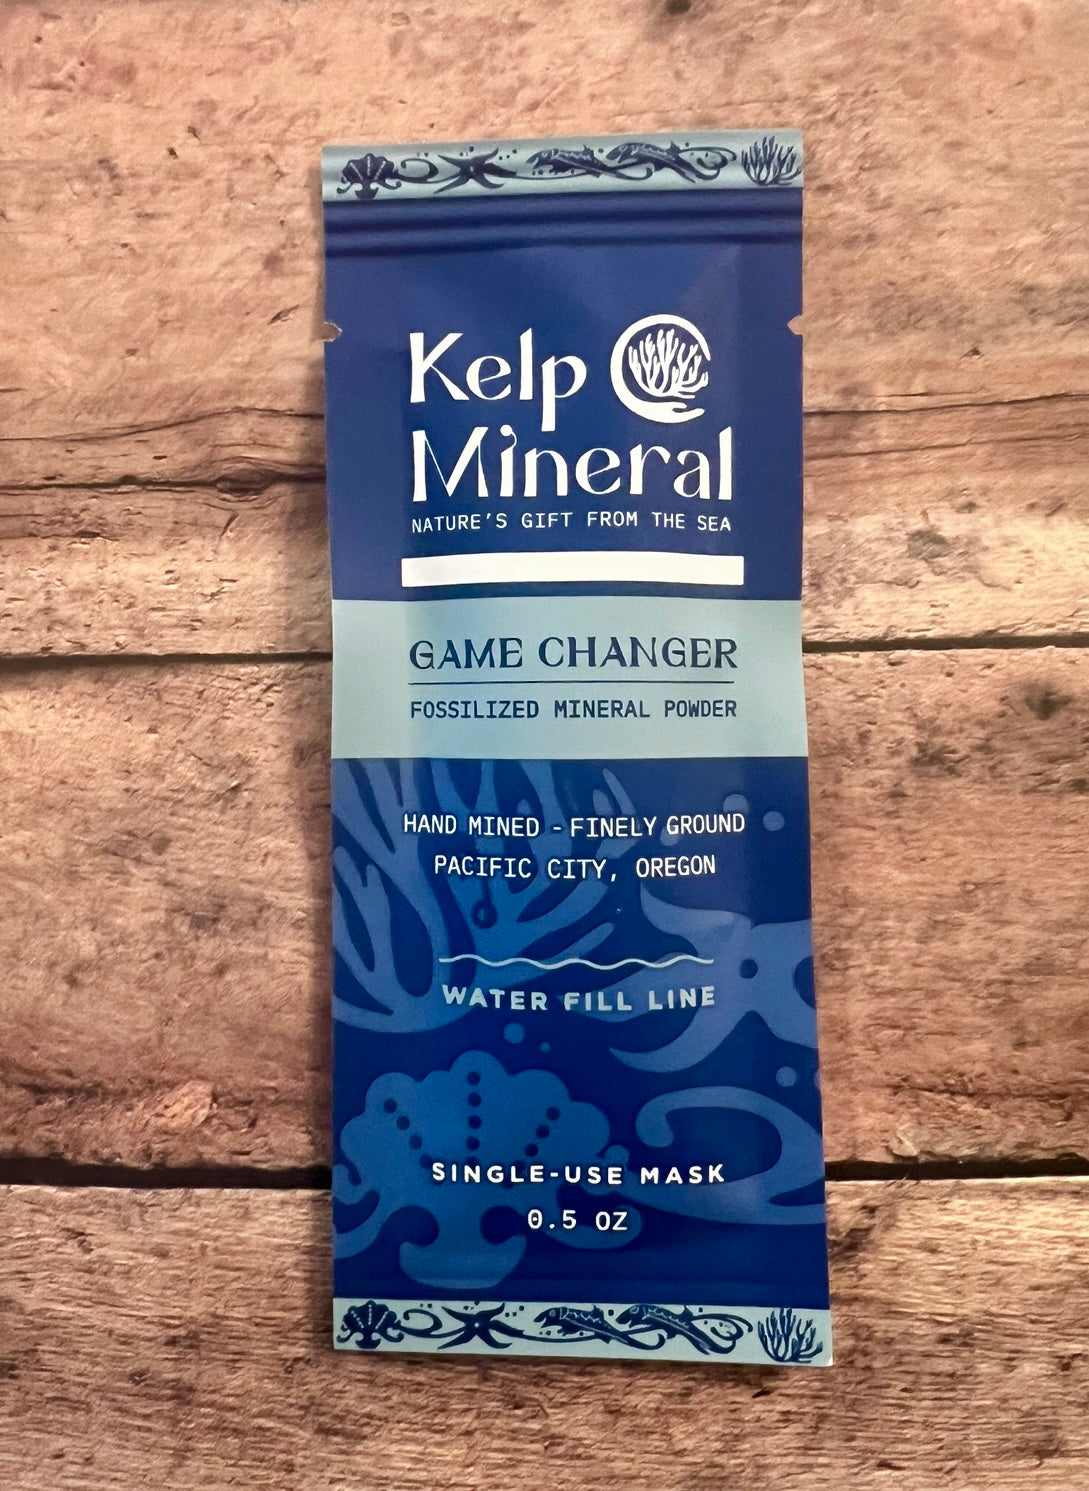 Kelp
Mineral
NATURE'S GIFT FROM THE SEA
GAME CHANGER
FOSSILIZED MINERAL POWDER
HAND MINED - FINELY GROUND
PACIFIC CITY, OREGON
WATER FILL LINE
SINGLE-USE MASK
0.5 OZ